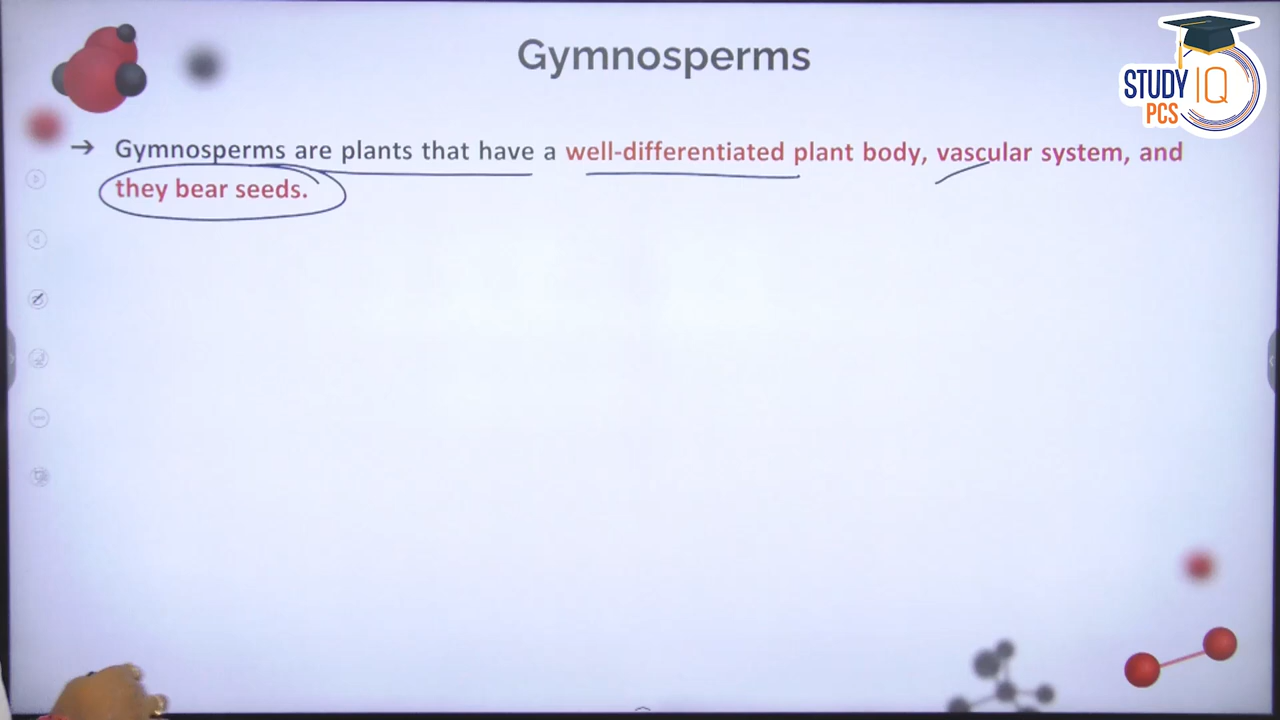 Gymnosperms
STUDY IQ
PCS
→ Gymnosperms are plants that have a well-differentiated plant body, vascular system, and
they bear seeds.